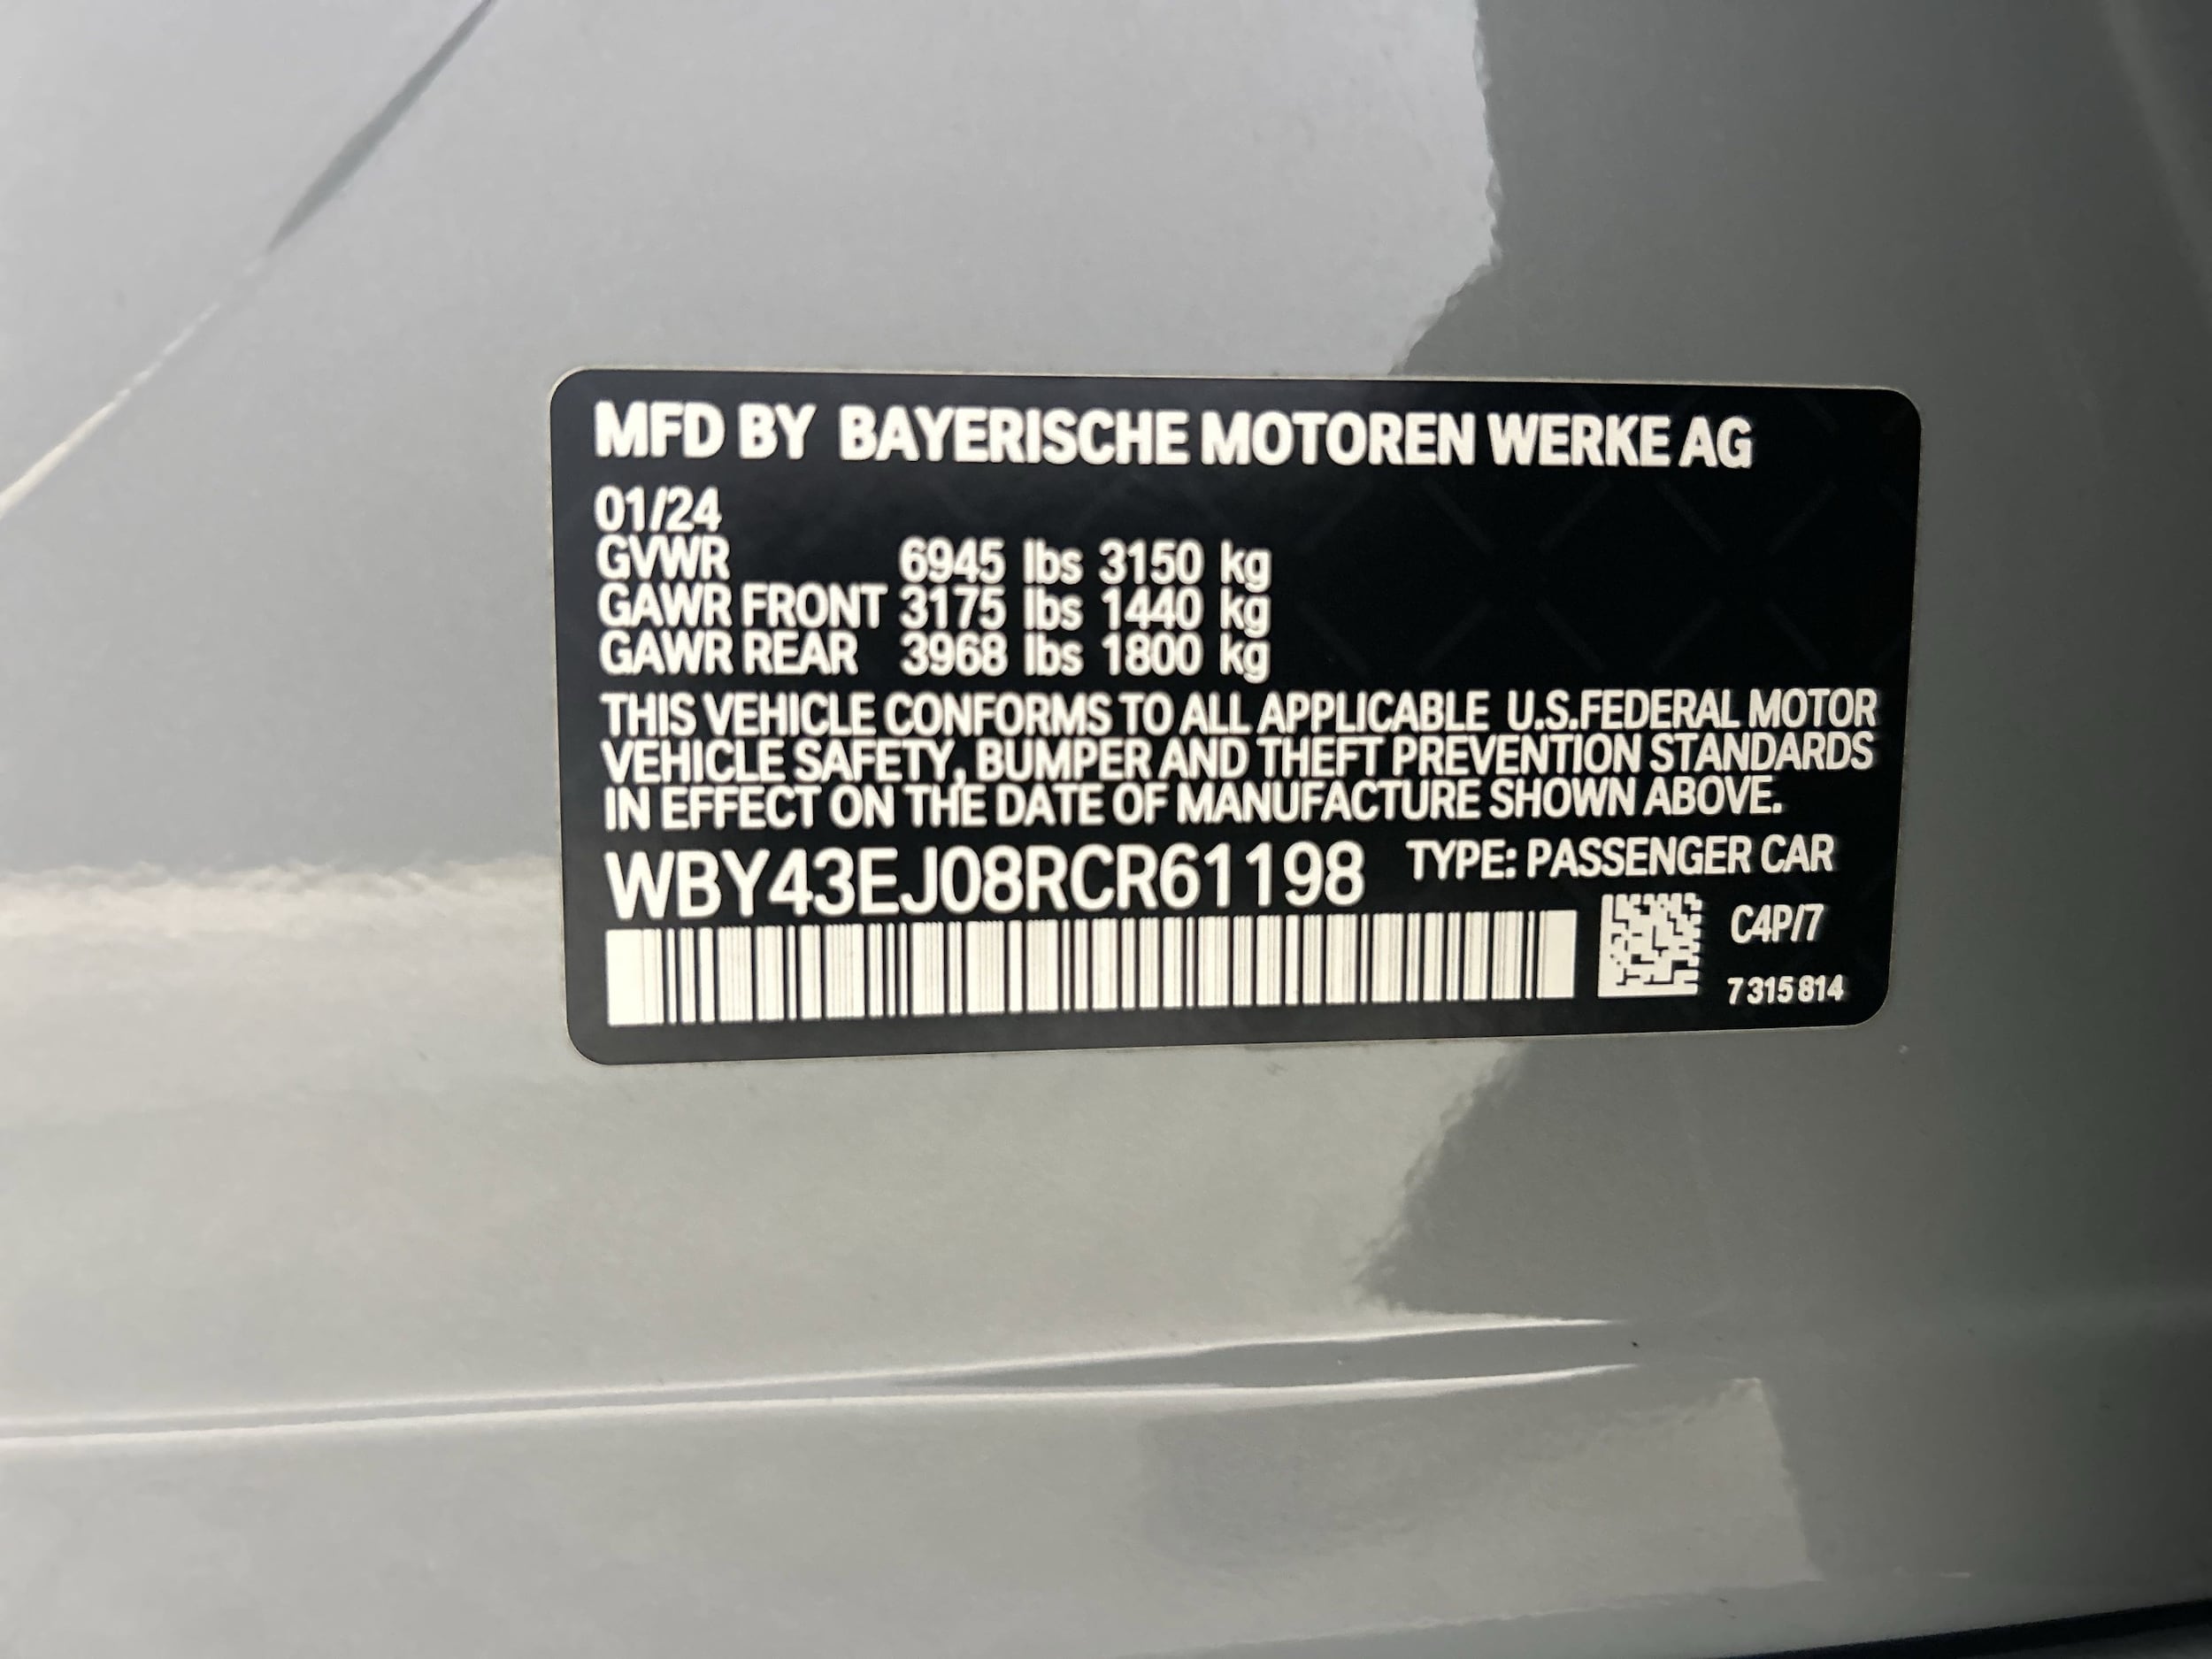 MFD BY BAYERISCHE MOTOREN WERKE AG
01/24
GVWR 6945 lbs 3150 kg
GAWR FRONT 3175 lbs 1440 kg
GAWR REAR 3968 lbs 1800 kg
THIS VEHICLE CONFORMS TO ALL APPLICABLE U.S.FEDERAL MOTOR
VEHICLE SAFETY, BUMPER AND THEFT PREVENTION STANDARDS
IN EFFECT ON THE DATE OF MANUFACTURE SHOWN ABOVE.
WBY43EJ08RCR61198 TYPE: PASSENGER CAR
C4P/7
7 315 814